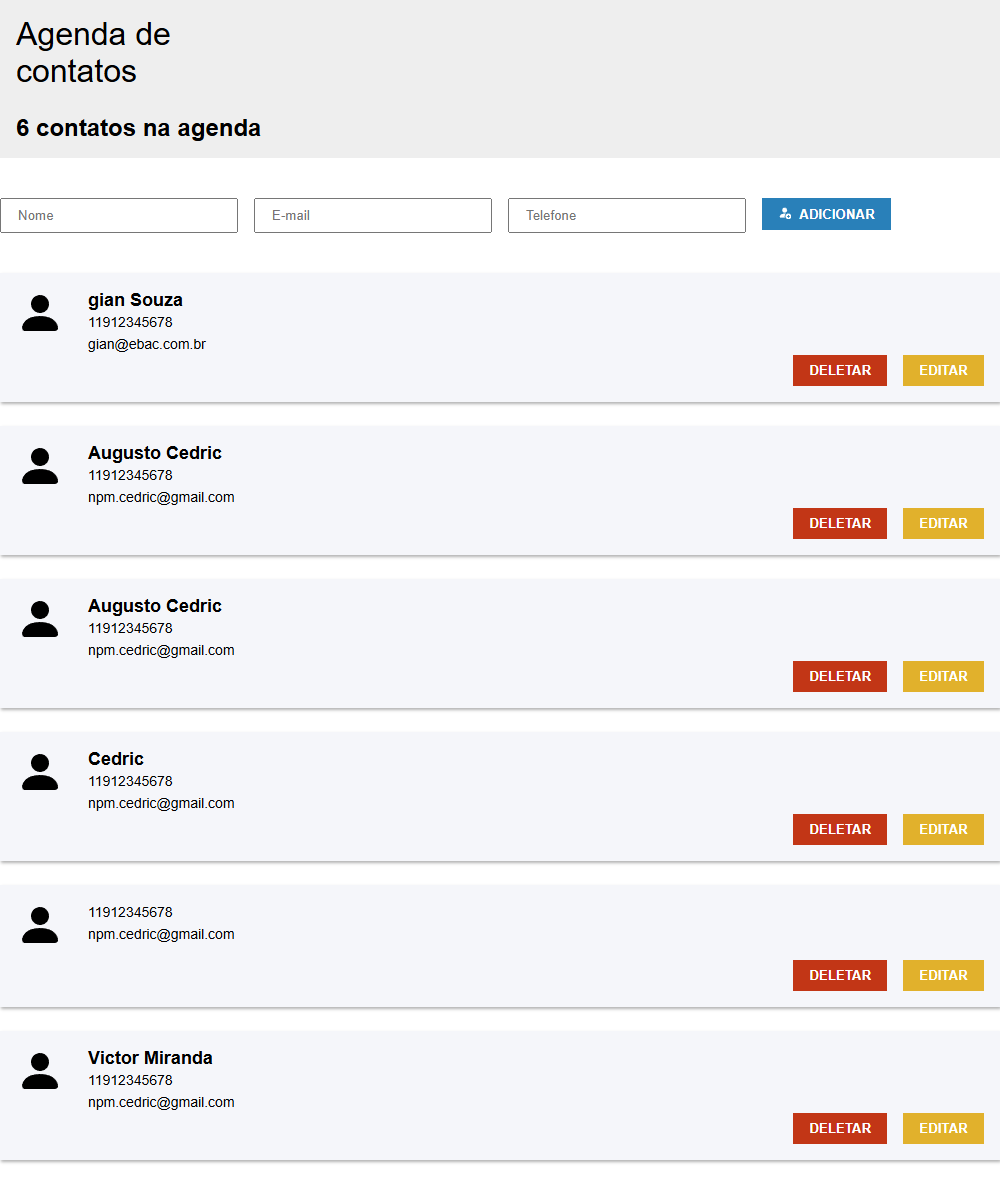 Agenda de
contatos
6 contatos na agenda
Nome E-mail Telefone ADICIONAR
gian Souza
11912345678
gian@ebac.com.br
DELETAR EDITAR
Augusto Cedric
11912345678
npm.cedric@gmail.com
DELETAR EDITAR
Augusto Cedric
11912345678
npm.cedric@gmail.com
DELETAR EDITAR
Cedric
11912345678
npm.cedric@gmail.com
DELETAR EDITAR
11912345678
npm.cedric@gmail.com
DELETAR EDITAR
Victor Miranda
11912345678
npm.cedric@gmail.com
DELETAR EDITAR